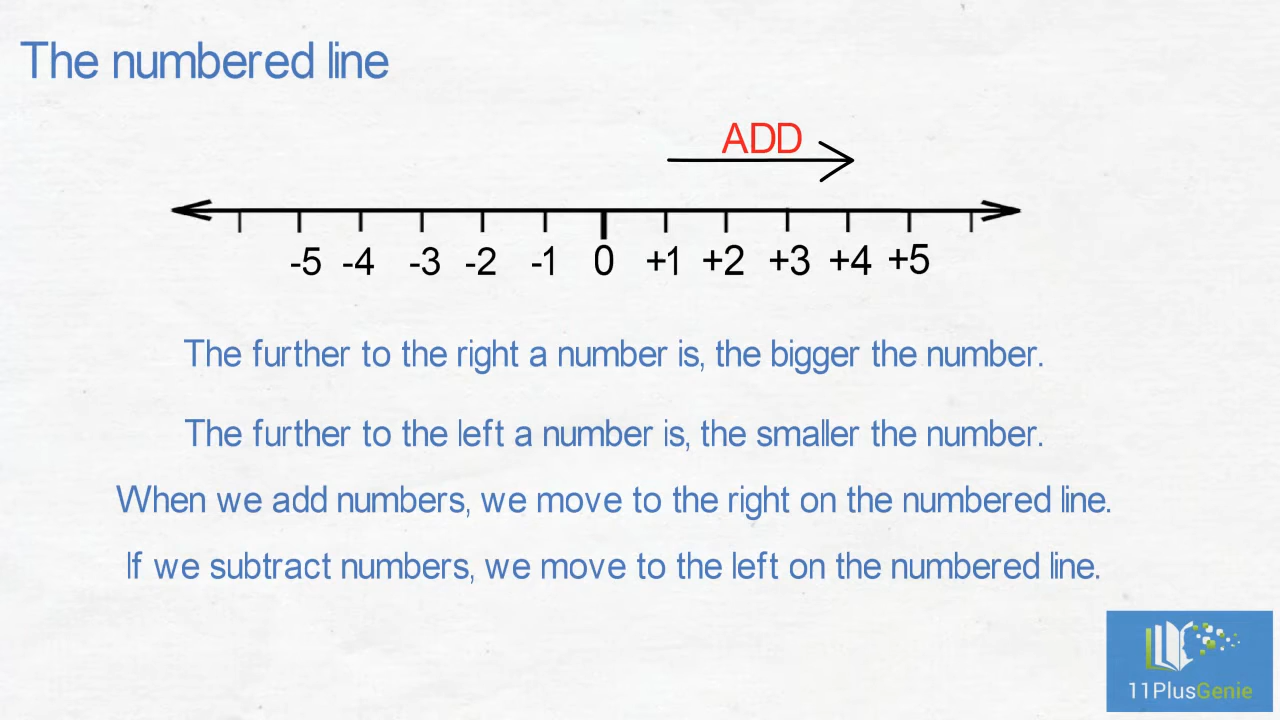 The numbered line
ADD
-5 -4 -3 -2 -1 0 +1 +2 +3 +4 +5
The further to the right a number is, the bigger the number.
The further to the left a number is, the smaller the number.
When we add numbers, we move to the right on the numbered line.
If we subtract numbers, we move to the left on the numbered line.
11PlusGenie